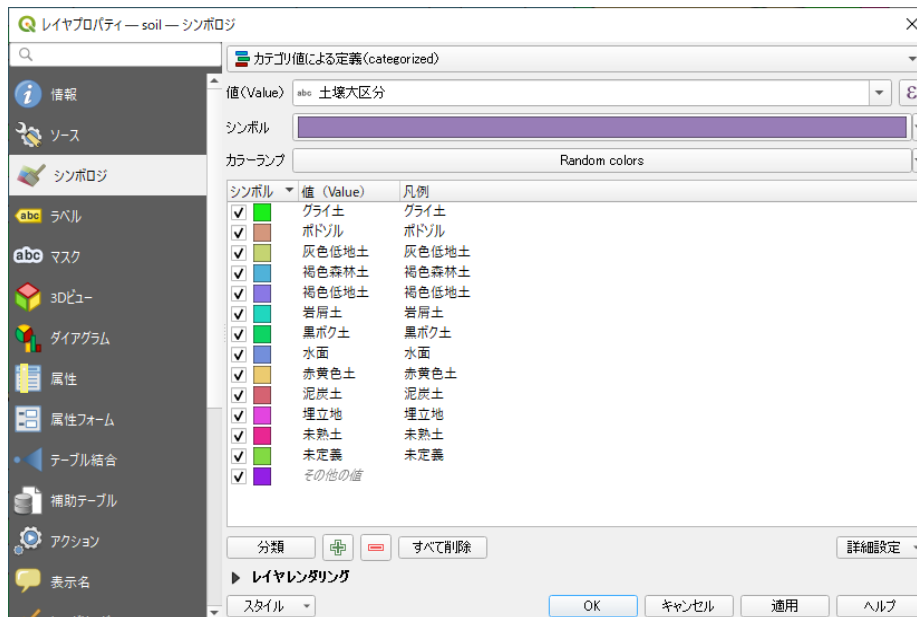 レイヤプロパティ — soil — シンボロジ
カテゴリ値による定義(categorized)
値(Value) abc 土壌大区分 ε
シンボル
カラーランプ Random colors
シンボル 値 (Value) 凡例
グライ土 グライ土
ポドゾル ポドゾル
灰色低地土 灰色低地土
褐色森林土 褐色森林土
褐色低地土 褐色低地土
岩屑土 岩屑土
黒ボク土 黒ボク土
水面 水面
赤黄色土 赤黄色土
泥炭土 泥炭土
埋立地 埋立地
未熟土 未熟土
未定義 未定義
その他の値
分類 すべて削除 詳細設定
レイヤレンダリング
スタイル OK キャンセル 適用 ヘルプ
情報
ソース
シンボロジ
abc ラベル
abc マスク
3Dビュー
ダイアグラム
属性
属性フォーム
テーブル結合
補助テーブル
アクション
表示名